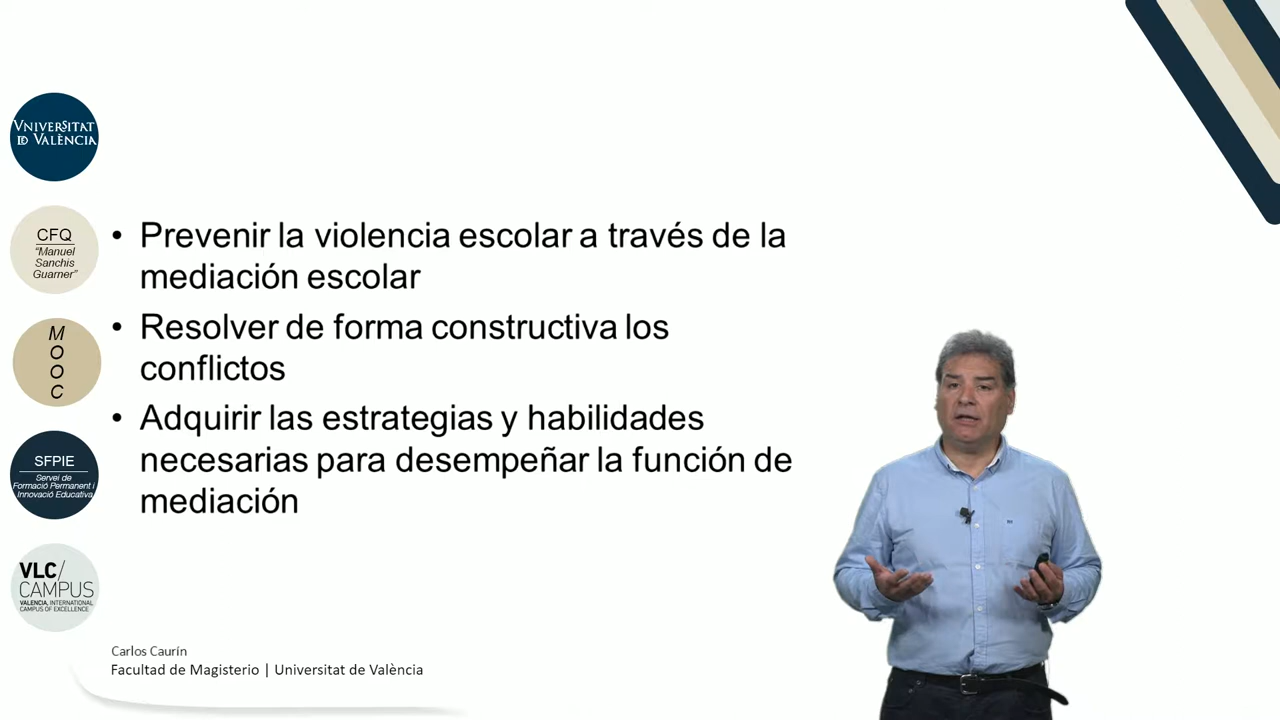 VNIVERSITAT
ID VALÈNCIA
CFQ
"Manuel
Sanchis
Guarner"
M
O
O
C
SFPIE
Servei de
Formació Permanent i
Innovació Educativa
VLC/
CAMPUS
VALENCIA, INTERNATIONAL
CAMPUS OF EXCELLENCE
• Prevenir la violencia escolar a través de la
mediación escolar
• Resolver de forma constructiva los
conflictos
• Adquirir las estrategias y habilidades
necesarias para desempeñar la función de
mediación
Carlos Caurín
Facultad de Magisterio | Universitat de València